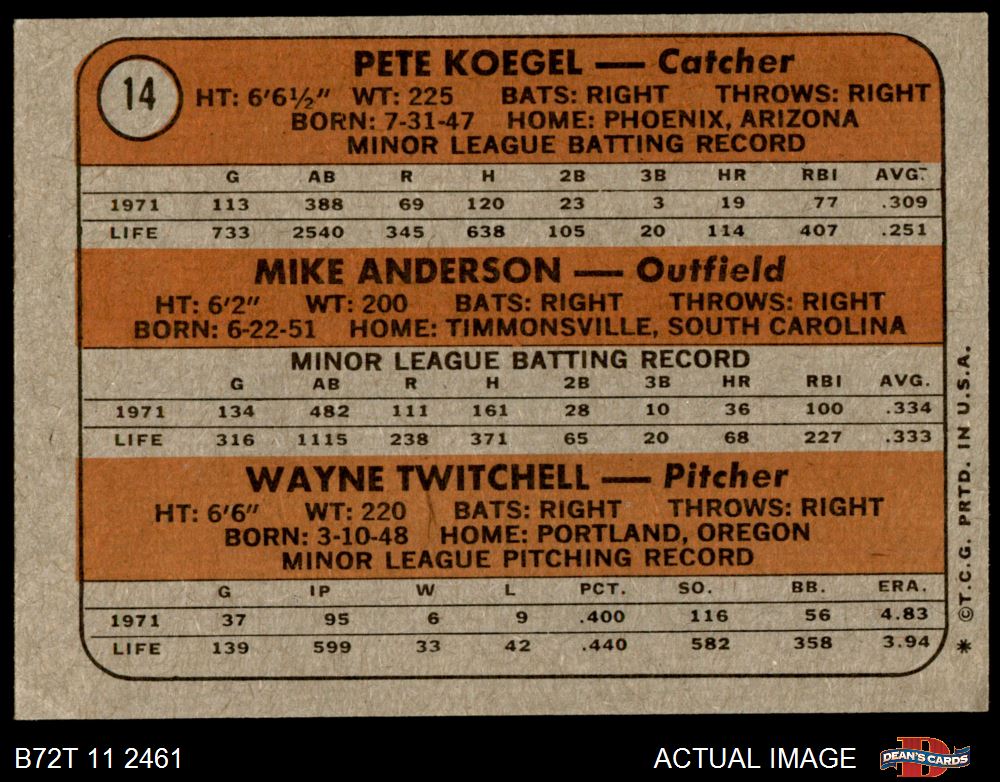 14
PETE KOEGEL — Catcher
HT: 6'6½" WT: 225 BATS: RIGHT THROWS: RIGHT
BORN: 7-31-47 HOME: PHOENIX, ARIZONA
MINOR LEAGUE BATTING RECORD
G AB R H 2B 3B HR RBI AVG.
1971 113 388 69 120 23 3 19 77 .309
LIFE 733 2540 345 638 105 20 114 407 .251
MIKE ANDERSON — Outfield
HT: 6'2" WT: 200 BATS: RIGHT THROWS: RIGHT
BORN: 6-22-51 HOME: TIMMONSVILLE, SOUTH CAROLINA
MINOR LEAGUE BATTING RECORD
G AB R H 2B 3B HR RBI AVG.
1971 134 482 111 161 28 10 36 100 .334
LIFE 316 1115 238 371 65 20 68 227 .333
WAYNE TWITCHELL — Pitcher
HT: 6'6" WT: 220 BATS: RIGHT THROWS: RIGHT
BORN: 3-10-48 HOME: PORTLAND, OREGON
MINOR LEAGUE PITCHING RECORD
G IP W L PCT. SO. BB. ERA.
1971 37 95 6 9 .400 116 56 4.83
LIFE 139 599 33 42 .440 582 358 3.94
* ©T.C.G. PRTD. IN U.S.A.
B72T 11 2461 ACTUAL IMAGE
D
DEAN'S CARDS